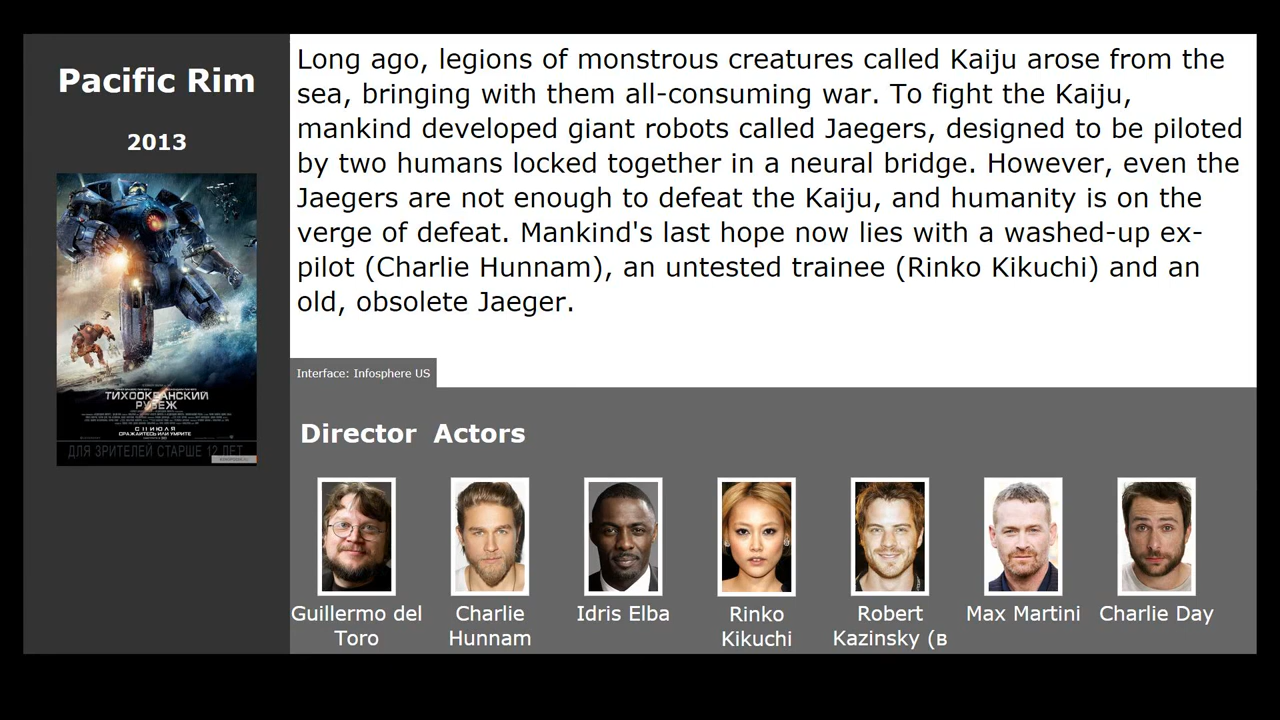 Pacific Rim
2013
ТИХООКЕАНСКИЙ
РУБЕЖ
С 11 ИЮЛЯ
СРАЖАЙТЕСЬ ИЛИ УМРИТЕ
ДЛЯ ЗРИТЕЛЕЙ СТАРШЕ 12 ЛЕТ
Long ago, legions of monstrous creatures called Kaiju arose from the
sea, bringing with them all-consuming war. To fight the Kaiju,
mankind developed giant robots called Jaegers, designed to be piloted
by two humans locked together in a neural bridge. However, even the
Jaegers are not enough to defeat the Kaiju, and humanity is on the
verge of defeat. Mankind's last hope now lies with a washed-up ex-
pilot (Charlie Hunnam), an untested trainee (Rinko Kikuchi) and an
old, obsolete Jaeger.
Interface: Infosphere US
Director Actors
Guillermo del
Toro
Charlie
Hunnam
Idris Elba
Rinko
Kikuchi
Robert
Kazinsky (в
Max Martini
Charlie Day